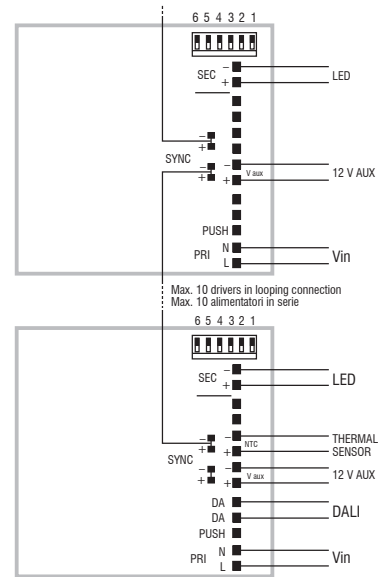 6 5 4 3 2 1
SEC – +
LED
SYNC – +
– +
– + V aux
12 V AUX
PUSH
PRI N L
Vin
Max. 10 drivers in looping connection
Max. 10 alimentatori in serie
6 5 4 3 2 1
SEC – +
LED
SYNC – +
– +
– + NTC
THERMAL
SENSOR
– + V aux
12 V AUX
DA
DA
DALI
PUSH
PRI N L
Vin